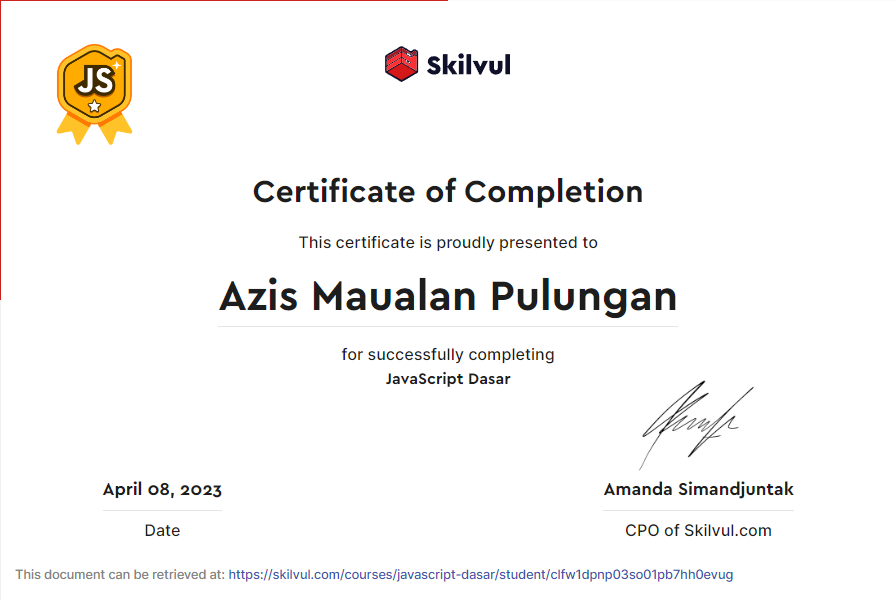 JS
Skilvul
Certificate of Completion
This certificate is proudly presented to
Azis Maualan Pulungan
for successfully completing
JavaScript Dasar
April 08, 2023
Date
Amanda Simandjuntak
CPO of Skilvul.com
This document can be retrieved at: https://skilvul.com/courses/javascript-dasar/student/clfw1dpnp03so01pb7hh0evug